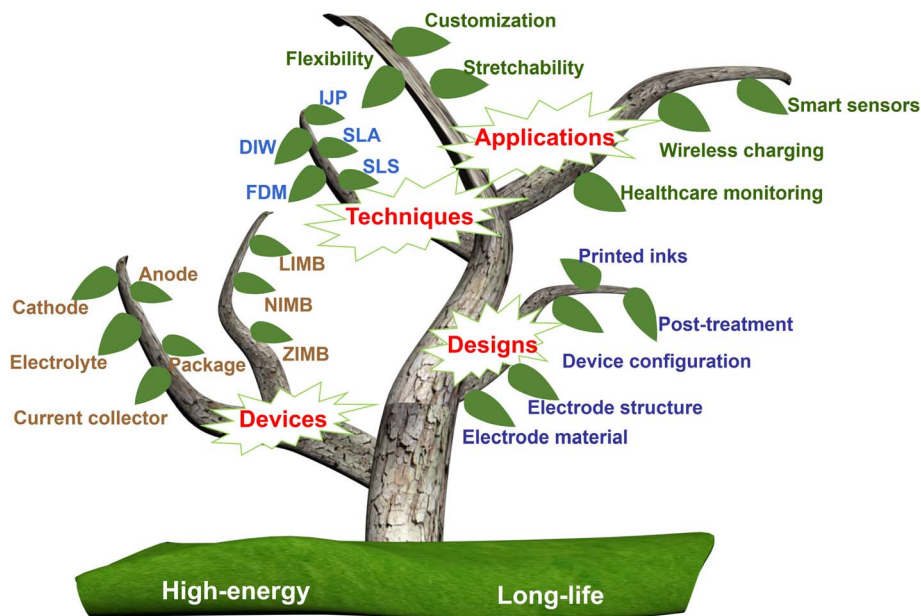 Customization
Flexibility
Stretchability
IJP
DIW
SLA
SLS
FDM
Smart sensors
Applications
Wireless charging
Healthcare monitoring
Techniques
LIMB
NIMB
ZIMB
Anode
Cathode
Electrolyte
Package
Current collector
Devices
Printed inks
Post-treatment
Designs
Device configuration
Electrode structure
Electrode material
High-energy
Long-life